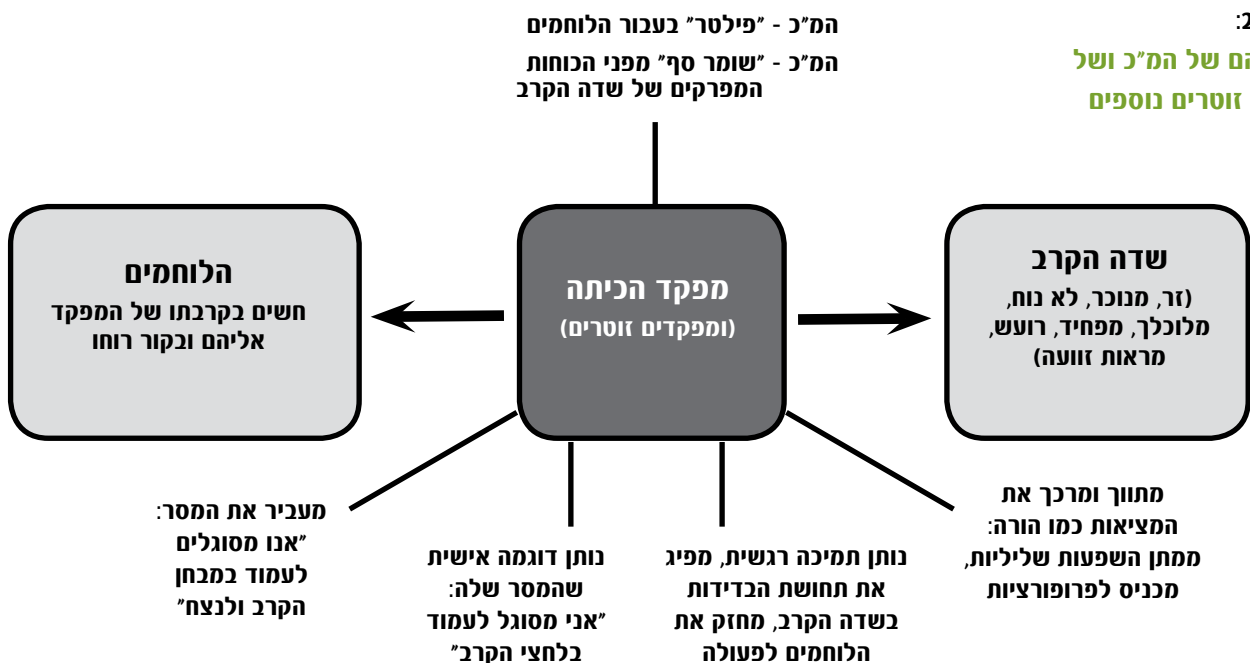 2:
הם של המ"כ ושל
זוטרים נוספים
המ"כ - "פילטר" בעבור הלוחמים
המ"כ - "שומר סף" מפני הכוחות
המפרקים של שדה הקרב
שדה הקרב
(זר, מנוכר, לא נוח,
מלוכלך, מפחיד, רועש,
מראות זוועה)
מפקד הכיתה
(ומפקדים זוטרים)
הלוחמים
חשים בקרבתו של המפקד
אליהם ובקור רוחו
מתווך ומרכך את
המציאות כמו הורה:
ממתן השפעות שליליות,
מכניס לפרופורציות
נותן תמיכה רגשית, מפיג
את תחושת הבדידות
בשדה הקרב, מחזק את
הלוחמים לפעולה
נותן דוגמה אישית
שהמסר שלה:
"אני מסוגל לעמוד
בלחצי הקרב"
מעביר את המסר:
"אנו מסוגלים
לעמוד במבחן
הקרב ולנצח"